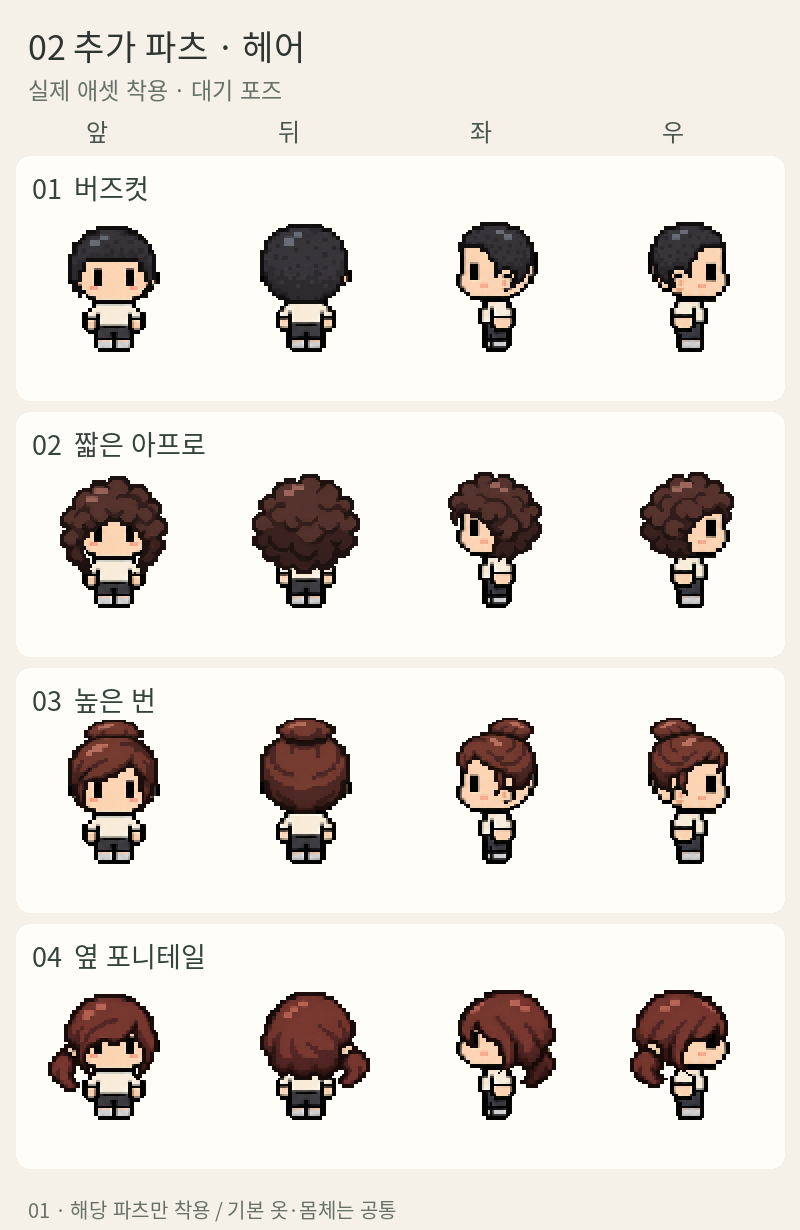 02 추가 파츠 · 헤어
실제 애셋 착용 · 대기 포즈
앞 뒤 좌 우
01 버즈컷
02 짧은 아프로
03 높은 번
04 옆 포니테일
01 · 해당 파츠만 착용 / 기본 옷·몸체는 공통